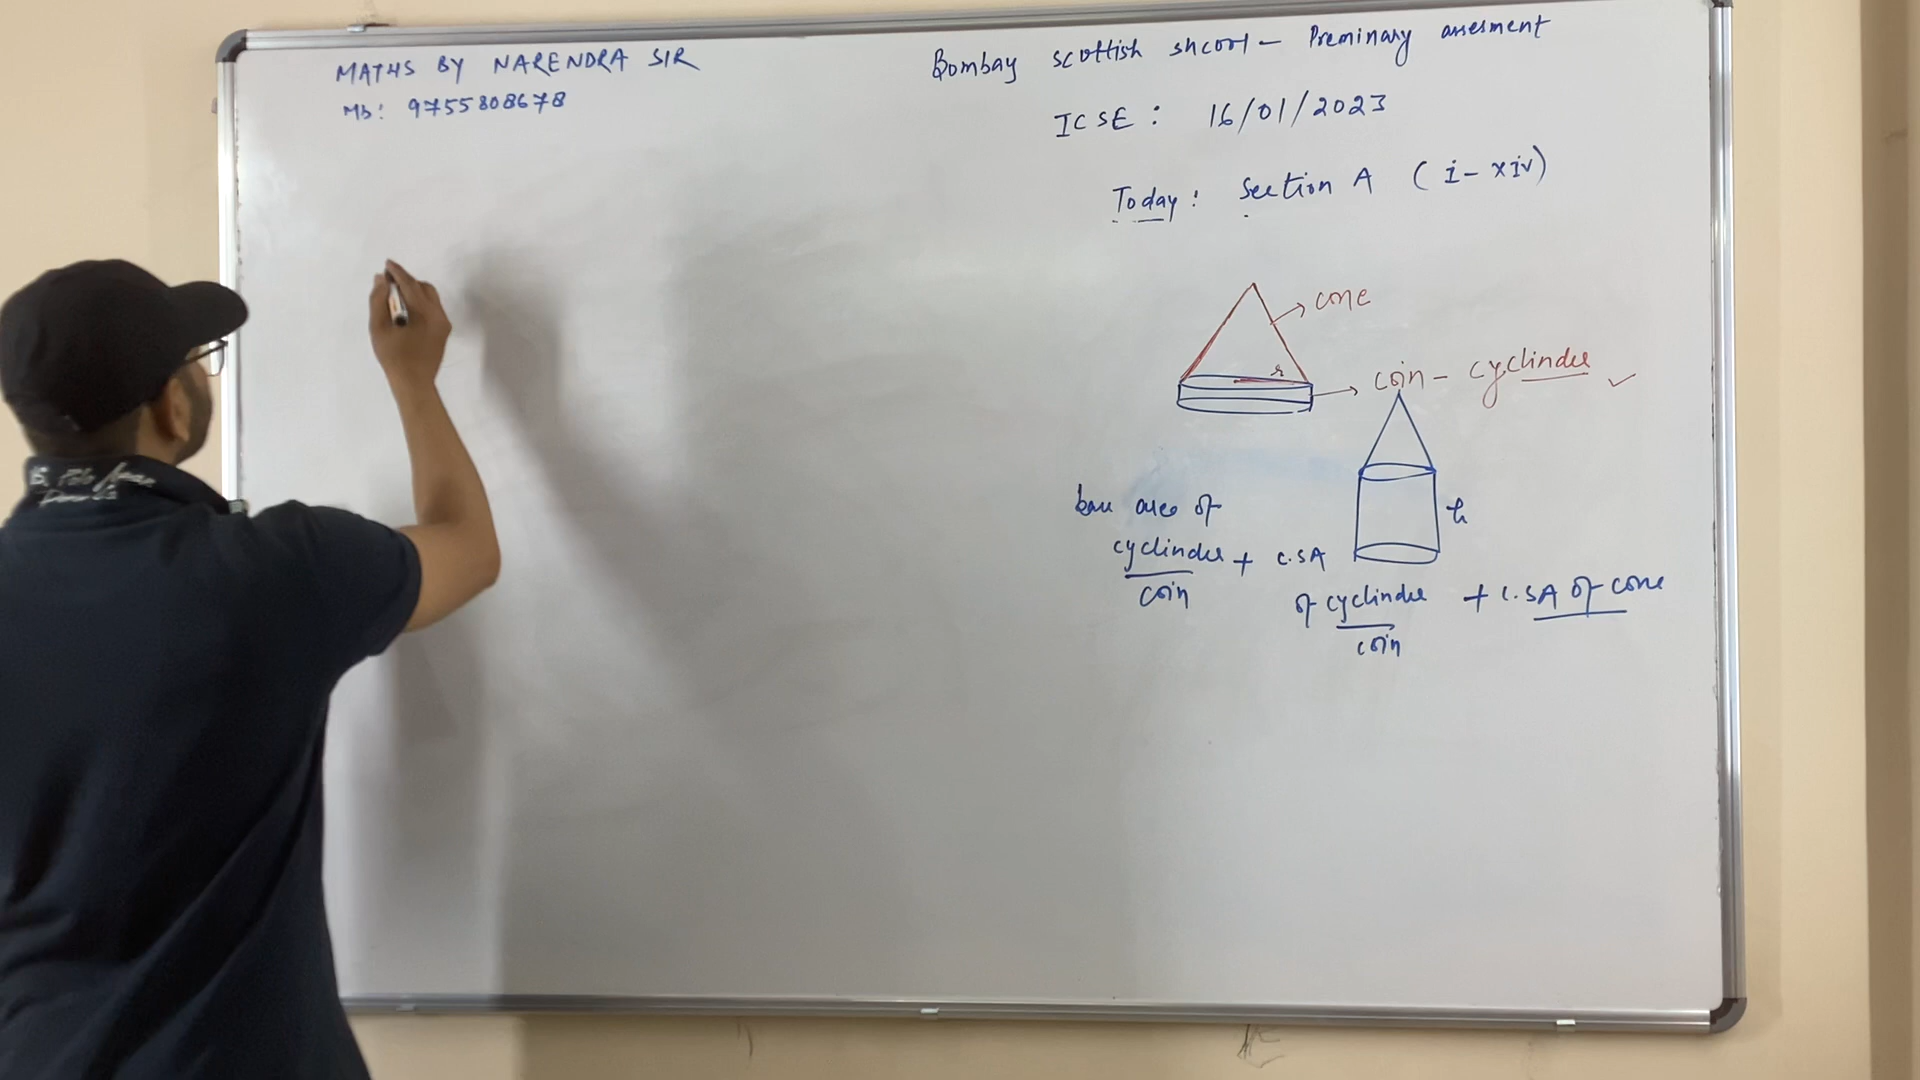 MATHS BY NARENDRA SIR
Mb: 9755808678
Bombay scottish shcool - Preminary assesment
ICSE : 16/01/2023
Today : Section A ( i - xiv)
cone
r
coin - cyclinder
h
base area of
cyclinder + C.SA
coin
of cyclinder + C.SA of cone
coin